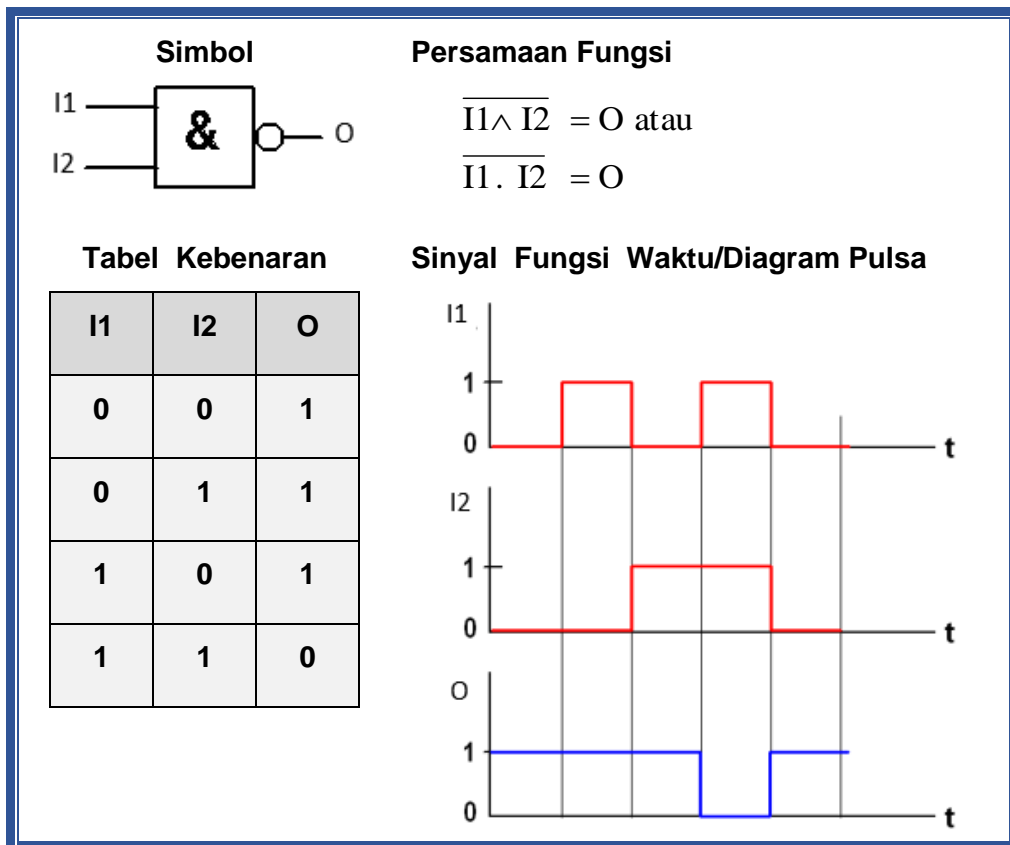 Simbol
Persamaan Fungsi
I1
&
I2
O
I1∧ I2 = O atau
I1 . I2 = O
Tabel Kebenaran
I1 I2 O
0 0 1
0 1 1
1 0 1
1 1 0
Sinyal Fungsi Waktu/Diagram Pulsa
I1
1
0
t
I2
1
0
t
O
1
0
t